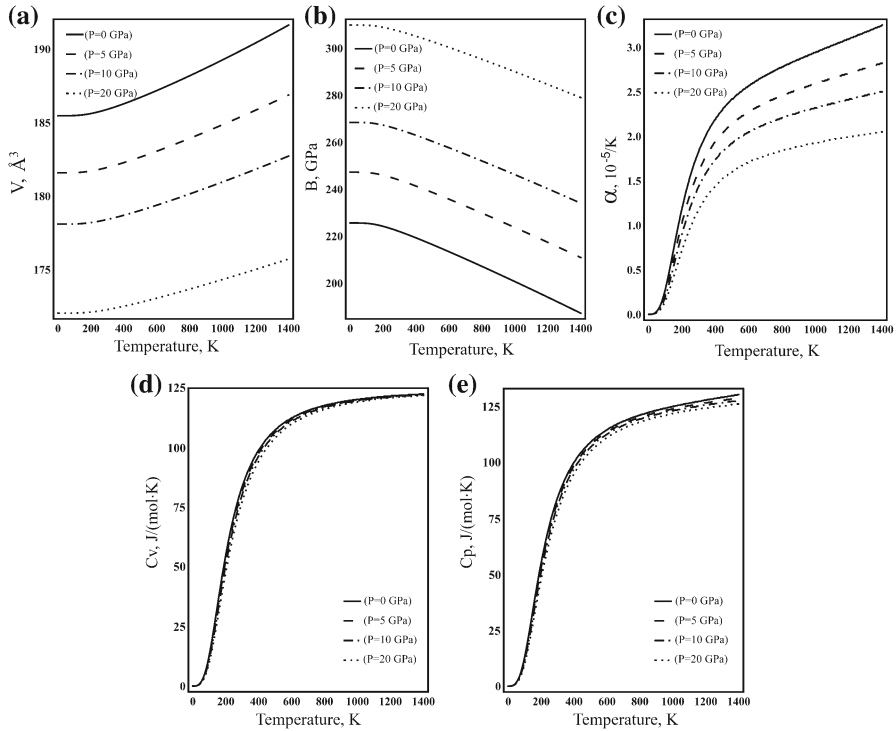 (a)
(P=0 GPa)
(P=5 GPa)
(P=10 GPa)
(P=20 GPa)
190
185
180
175
V, Å3
0 200 400 600 800 1000 1200 1400
Temperature, K
(b)
(P=0 GPa)
(P=5 GPa)
(P=10 GPa)
(P=20 GPa)
300
280
260
240
220
200
B, GPa
0 200 400 600 800 1000 1200 1400
Temperature, K
(c)
(P=0 GPa)
(P=5 GPa)
(P=10 GPa)
(P=20 GPa)
3.0
2.5
2.0
1.5
1.0
0.5
0.0
α, 10-5/K
0 200 400 600 800 1000 1200 1400
Temperature, K
(d)
125
100
75
50
25
0
Cv, J/(mol·K)
(P=0 GPa)
(P=5 GPa)
(P=10 GPa)
(P=20 GPa)
0 200 400 600 800 1000 1200 1400
Temperature, K
(e)
125
100
75
50
25
0
Cp, J/(mol·K)
(P=0 GPa)
(P=5 GPa)
(P=10 GPa)
(P=20 GPa)
0 200 400 600 800 1000 1200 1400
Temperature, K